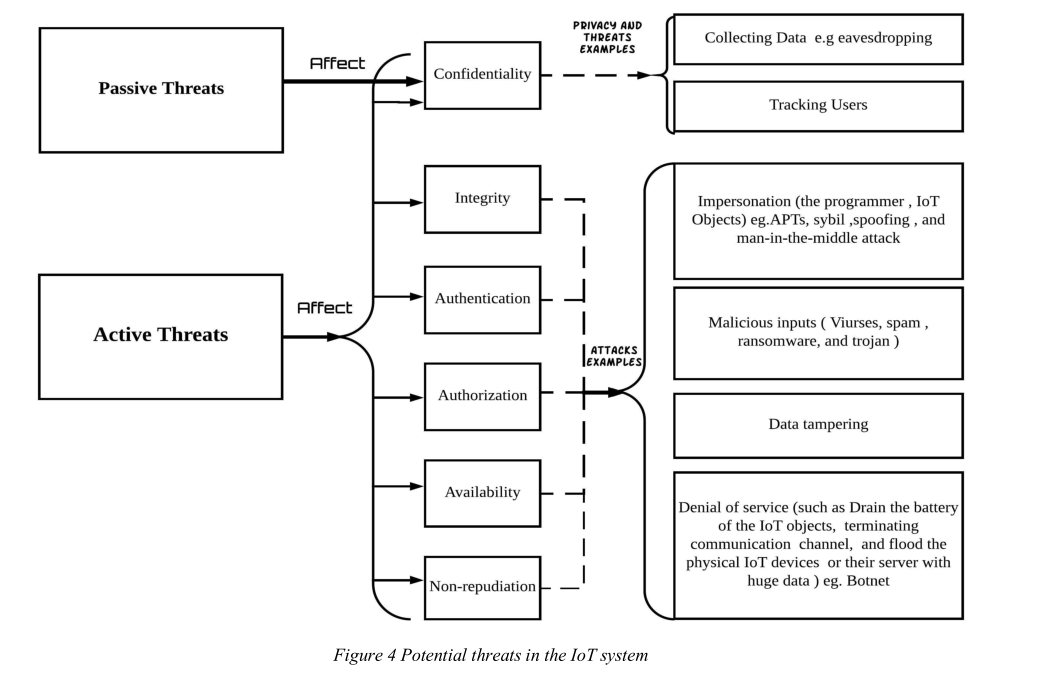 PRIVACY AND
THREATS
EXAMPLES
Collecting Data e.g eavesdropping
Affect
Passive Threats
Confidentiality
Tracking Users
Integrity
Impersonation (the programmer , IoT
Objects) eg.APTs, sybil ,spoofing , and
man-in-the-middle attack
Affect
Active Threats
Authentication
Malicious inputs ( Viurses, spam ,
ransomware, and trojan )
ATTACKS
EXAMPLES
Authorization
Data tampering
Availability
Denial of service (such as Drain the battery
of the IoT objects, terminating
communication channel, and flood the
physical IoT devices or their server with
huge data ) eg. Botnet
Non-repudiation
Figure 4 Potential threats in the IoT system